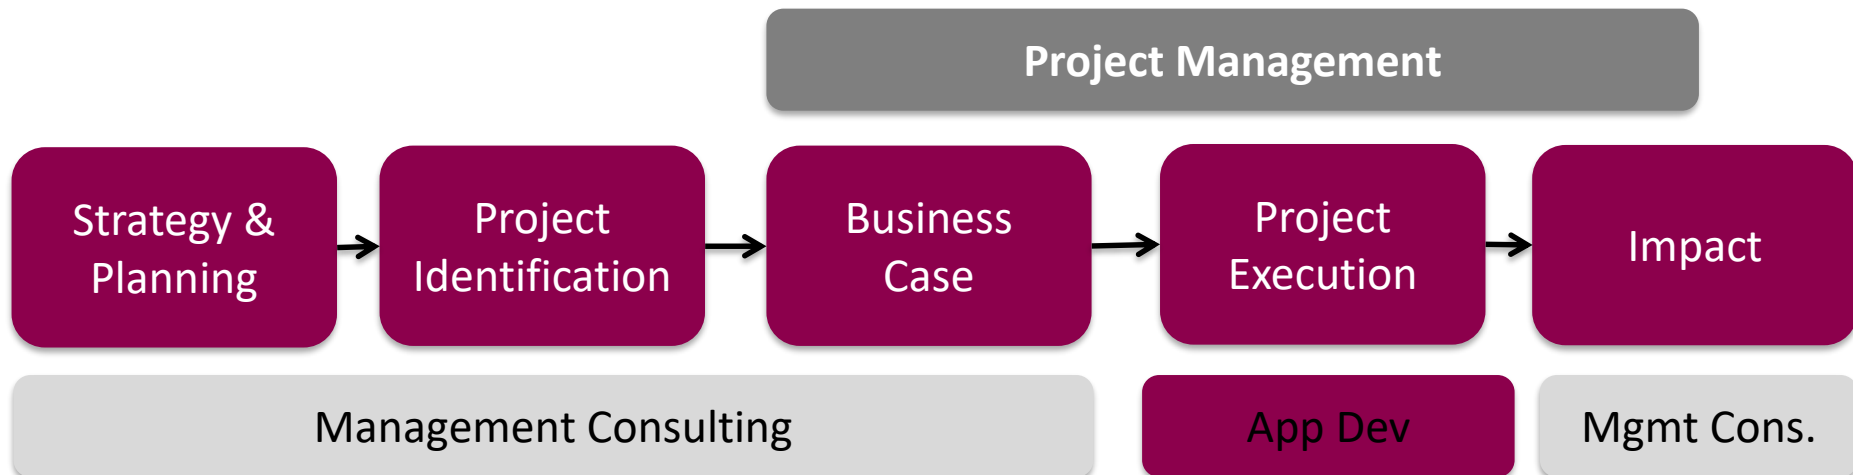 Project Management
Strategy &
Planning
Project
Identification
Business
Case
Project
Execution
Impact
Management Consulting
App Dev
Mgmt Cons.